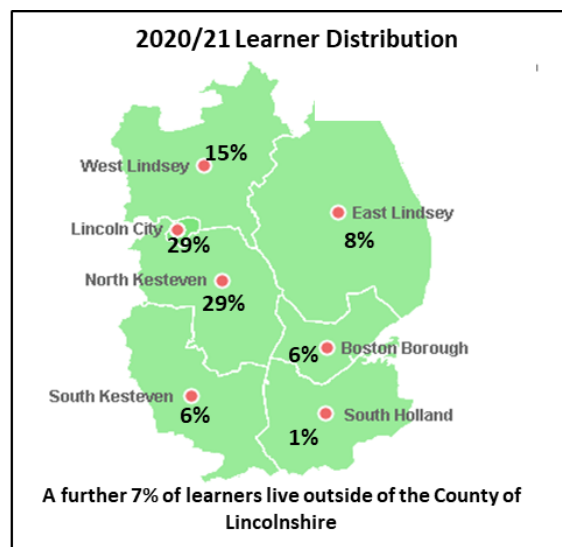 2020/21 Learner Distribution
15%
West Lindsey
East Lindsey
8%
Lincoln City
29%
North Kesteven
29%
6%
Boston Borough
South Kesteven
6%
South Holland
1%
A further 7% of learners live outside of the County of
Lincolnshire